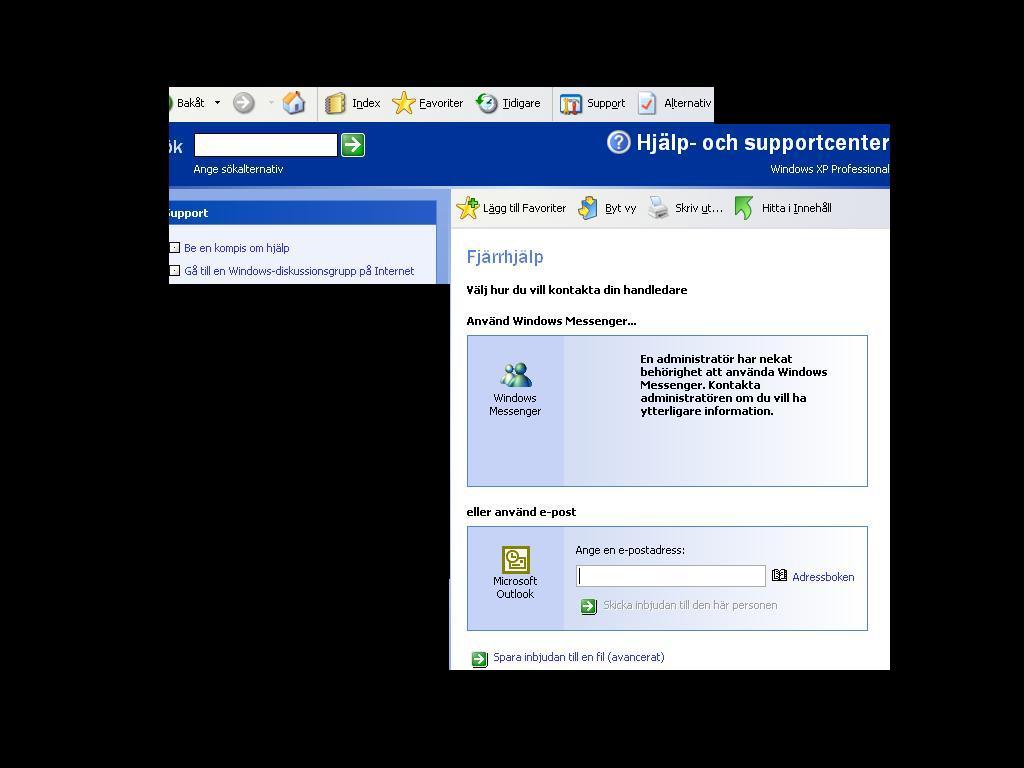 Bakåt Index Favoriter Tidigare Support Alternativ
Hjälp- och supportcenter
Ange sökalternativ
Windows XP Professional
Be en kompis om hjälp
Gå till en Windows-diskussionsgrupp på Internet
Lägg till Favoriter Byt vy Skriv ut... Hitta i Innehåll
Fjärrhjälp
Välj hur du vill kontakta din handledare
Använd Windows Messenger...
Windows
Messenger
En administratör har nekat
behörighet att använda Windows
Messenger. Kontakta
administratören om du vill ha
ytterligare information.
eller använd e-post
Microsoft
Outlook
Ange en e-postadress:
Adressboken
Skicka inbjudan till den här personen
Spara inbjudan till en fil (avancerat)